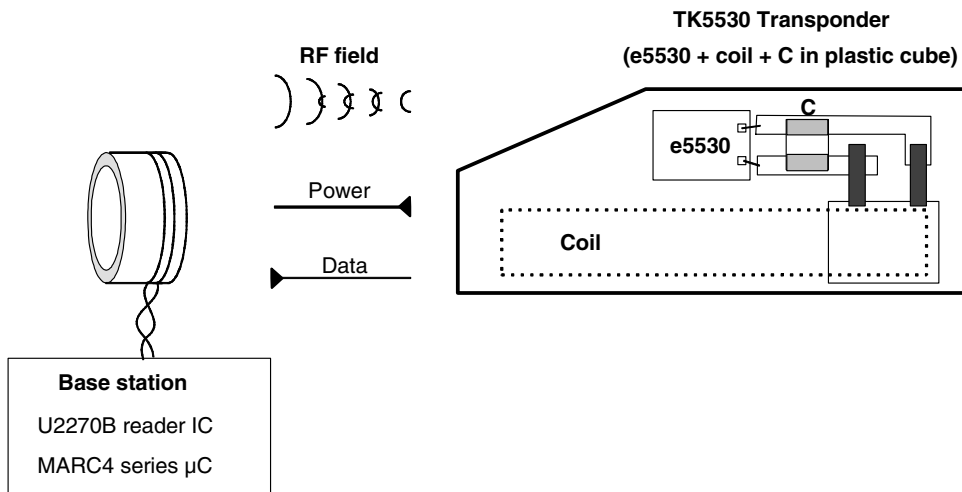 TK5530 Transponder
(e5530 + coil + C in plastic cube)
RF field
C
e5530
Power
Coil
Data
Base station
U2270B reader IC
MARC4 series µC